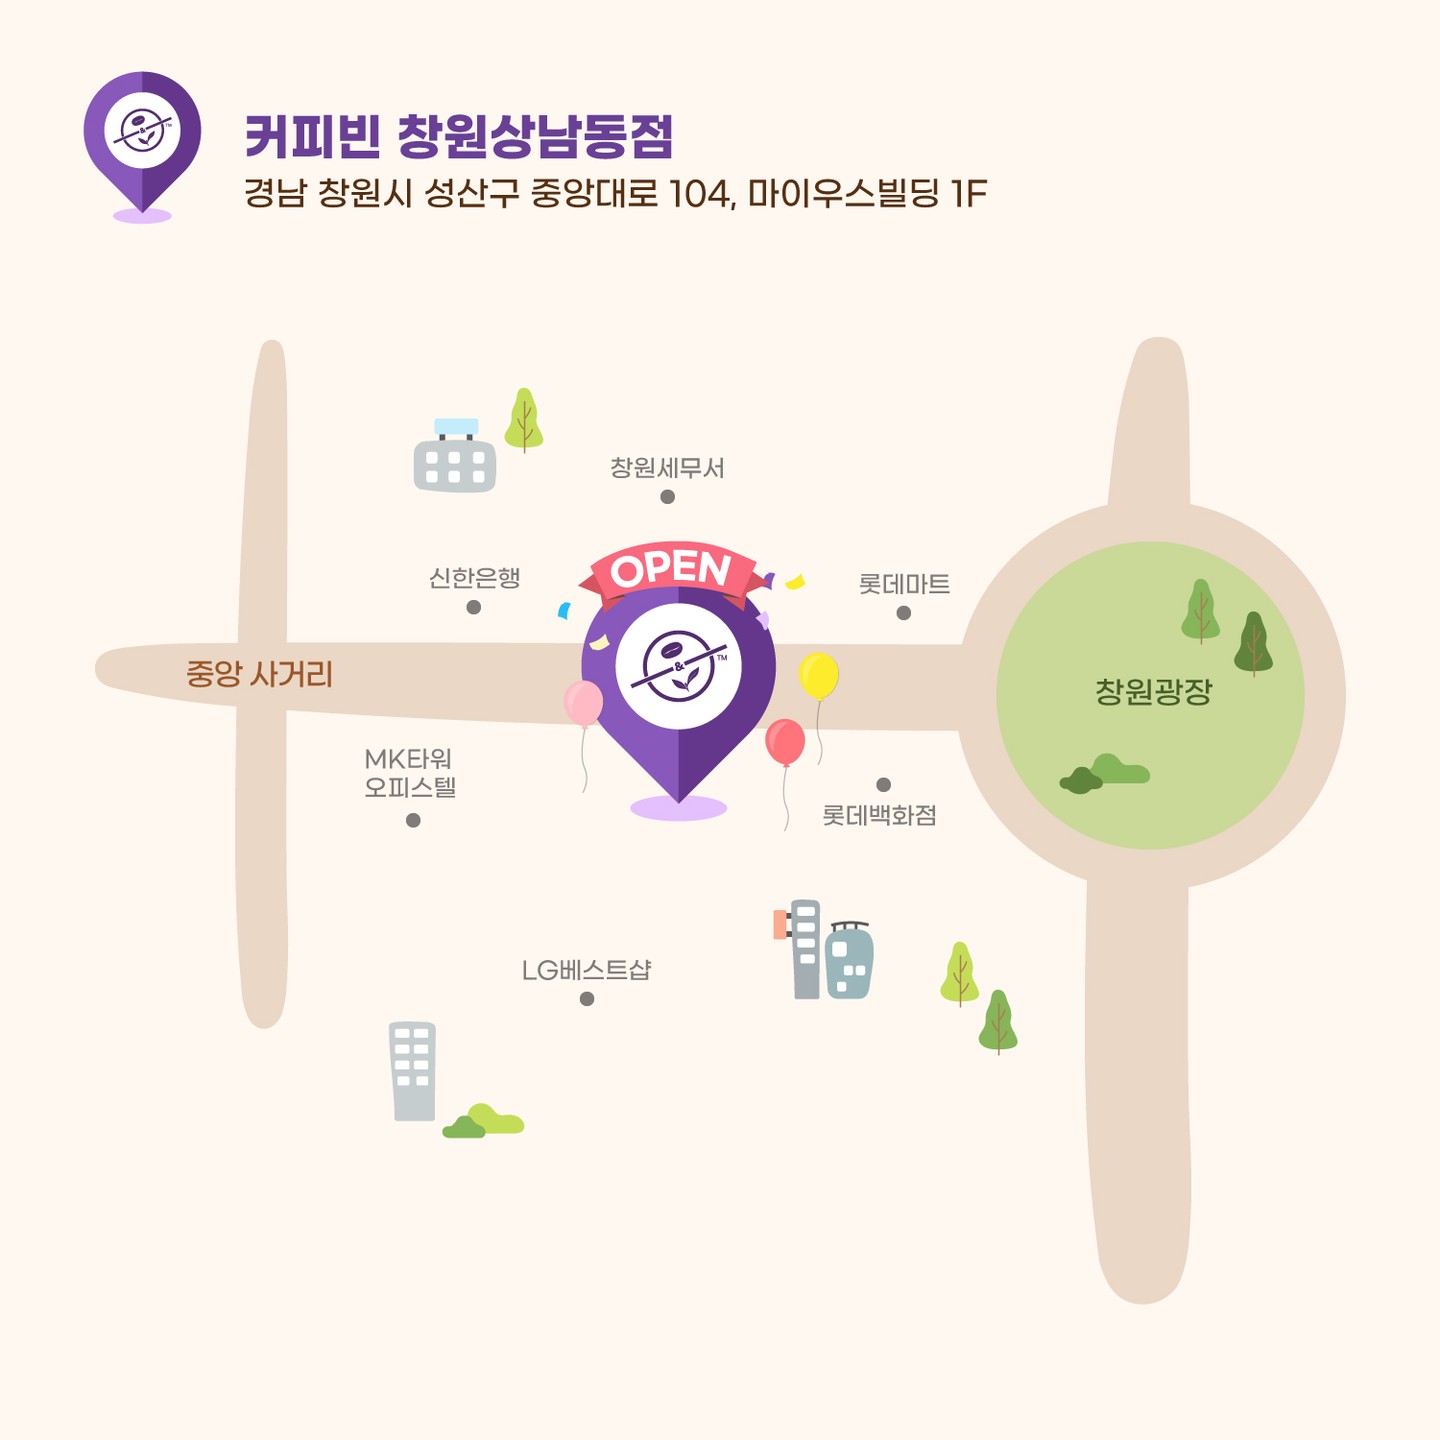 커피빈 창원상남동점
경남 창원시 성산구 중앙대로 104, 마이우스빌딩 1F
창원세무서
OPEN
신한은행
롯데마트
&
TM
중앙 사거리
창원광장
MK타워
오피스텔
롯데백화점
LG베스트샵